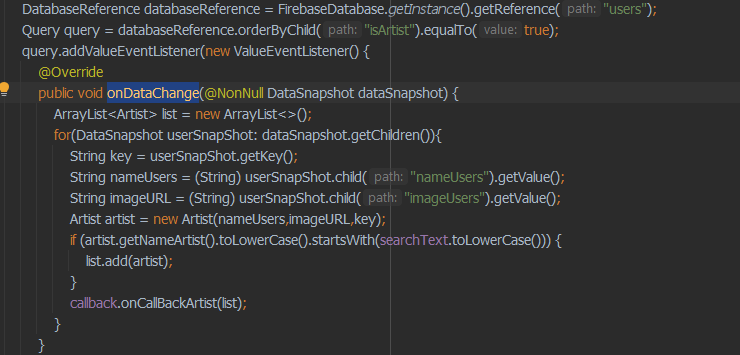 DatabaseReference databaseReference = FirebaseDatabase.getInstance().getReference( path: "users");
Query query = databaseReference.orderByChild( path: "isArtist").equalTo( value: true);
query.addValueEventListener(new ValueEventListener() {
@Override
public void onDataChange(@NonNull DataSnapshot dataSnapshot) {
ArrayList<Artist> list = new ArrayList<>();
for(DataSnapshot userSnapShot: dataSnapshot.getChildren()){
String key = userSnapShot.getKey();
String nameUsers = (String) userSnapShot.child( path: "nameUsers").getValue();
String imageURL = (String) userSnapShot.child( path: "imageUsers").getValue();
Artist artist = new Artist(nameUsers,imageURL,key);
if (artist.getNameArtist().toLowerCase().startsWith(searchText.toLowerCase())) {
list.add(artist);
}
callback.onCallBackArtist(list);
}
}